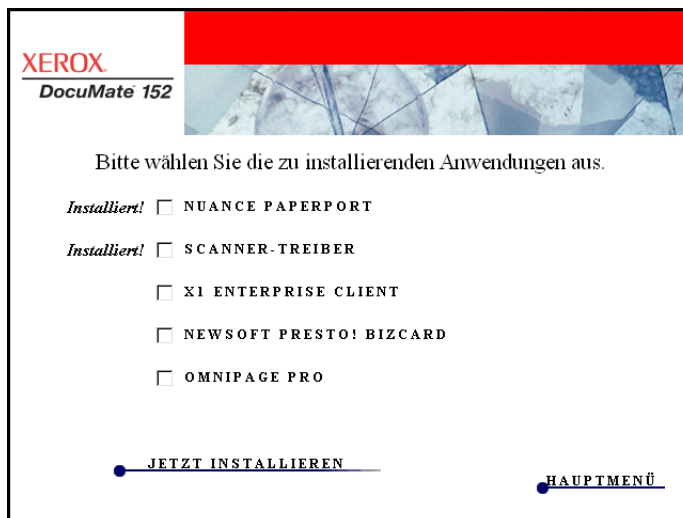 XEROX
DocuMate 152
Bitte wählen Sie die zu installierenden Anwendungen aus.
Installiert! NUANCE PAPERPORT
Installiert! SCANNER-TREIBER
X1 ENTERPRISE CLIENT
NEWSOFT PRESTO! BIZCARD
OMNIPAGE PRO
JETZT INSTALLIEREN
HAUPTMENÜ